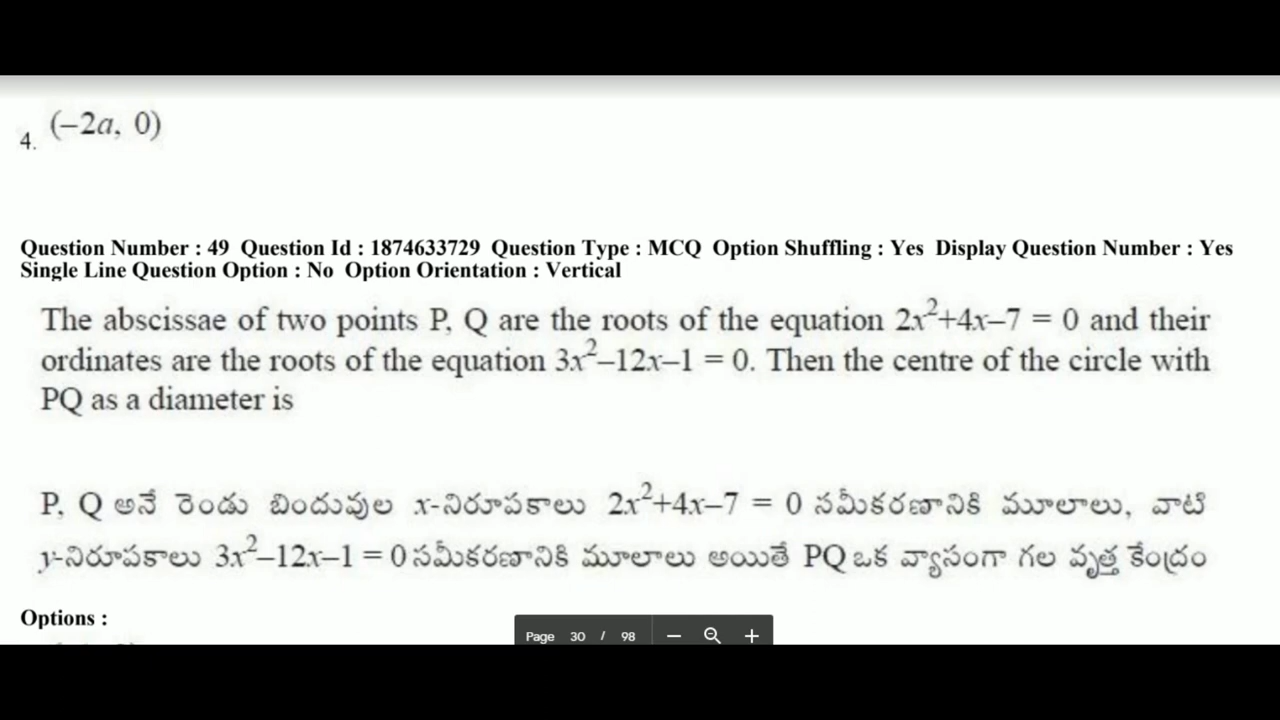 4. (–2a, 0)
Question Number : 49 Question Id : 1874633729 Question Type : MCQ Option Shuffling : Yes Display Question Number : Yes
Single Line Question Option : No Option Orientation : Vertical
The abscissae of two points P, Q are the roots of the equation 2x²+4x–7 = 0 and their
ordinates are the roots of the equation 3x²–12x–1 = 0. Then the centre of the circle with
PQ as a diameter is
P, Q అనే రెండు బిందువుల x-నిరూపకాలు 2x²+4x–7 = 0 సమీకరణానికి మూలాలు, వాటి
y-నిరూపకాలు 3x²–12x–1 = 0 సమీకరణానికి మూలాలు అయితే PQ ఒక వ్యాసంగా గల వృత్త కేంద్రం
Options :
Page 30 / 98